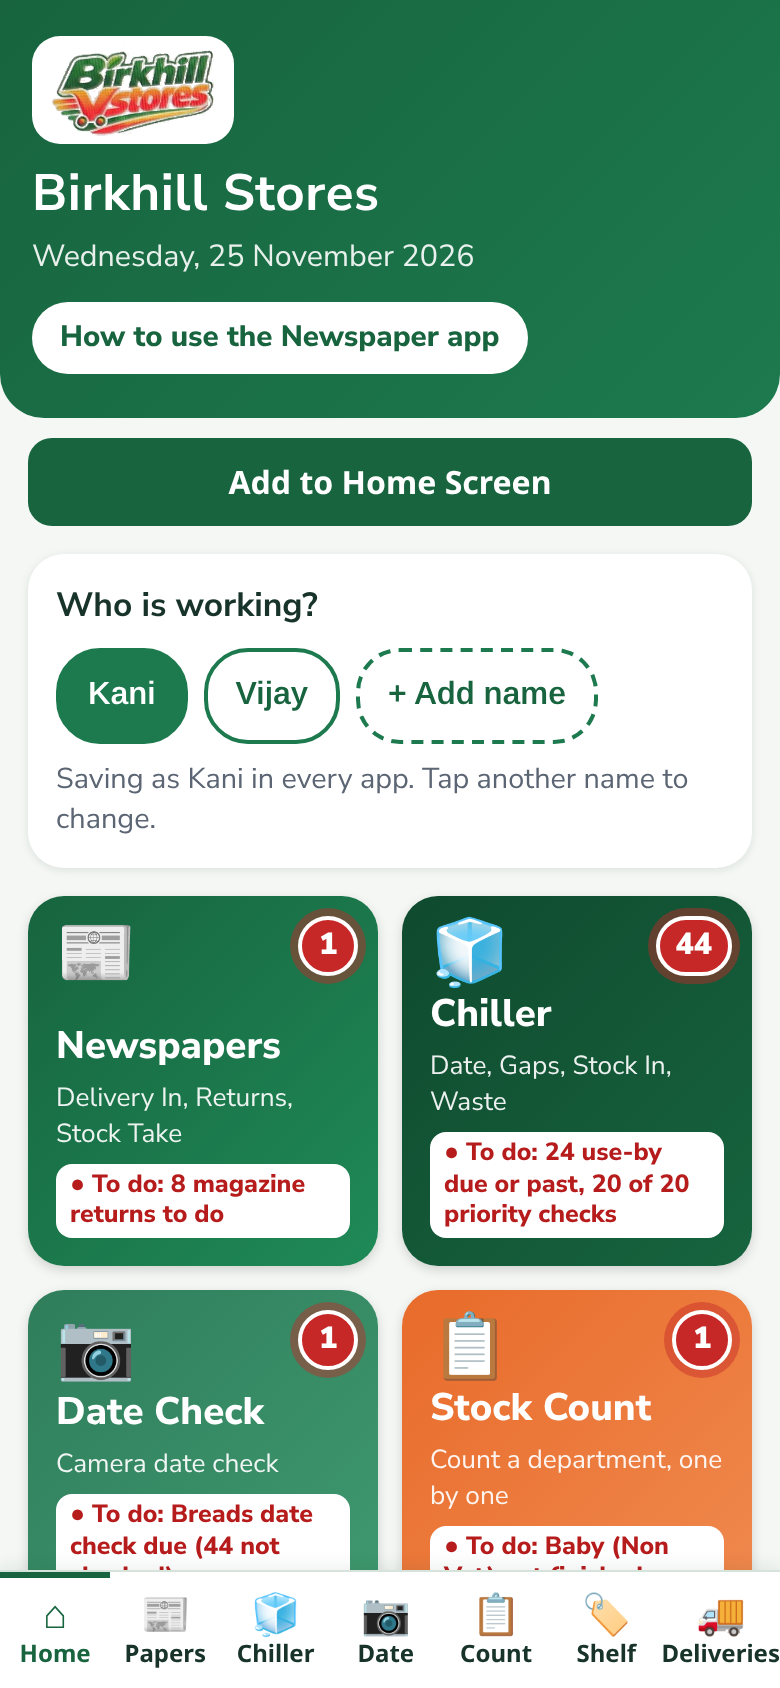 Birkhill
Vstores
Birkhill Stores
Wednesday, 25 November 2026
How to use the Newspaper app
Add to Home Screen
Who is working?
Kani
Vijay
+ Add name
Saving as Kani in every app. Tap another name to
change.
1
Newspapers
Delivery In, Returns,
Stock Take
● To do: 8 magazine
returns to do
44
Chiller
Date, Gaps, Stock In,
Waste
● To do: 24 use-by
due or past, 20 of 20
priority checks
1
Date Check
Camera date check
● To do: Breads date
check due (44 not
1
Stock Count
Count a department, one
by one
● To do: Baby (Non
Home
Papers
Chiller
Date
Count
Shelf
Deliveries